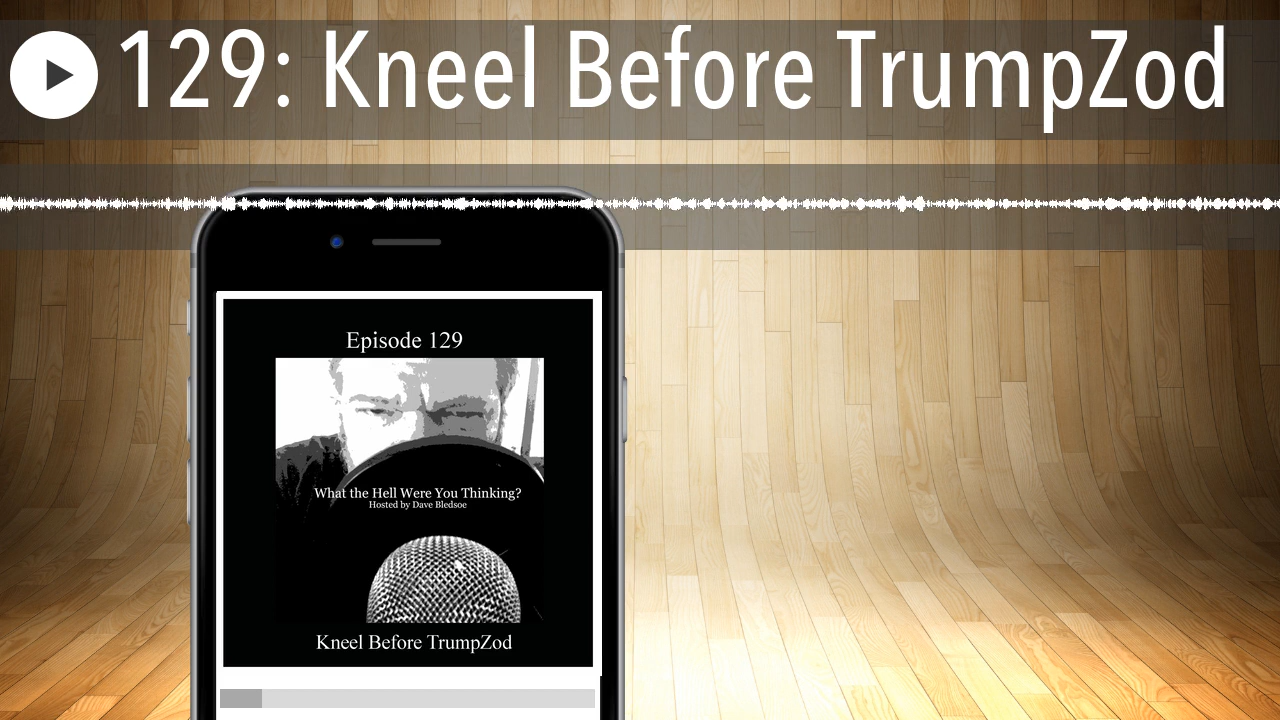 129: Kneel Before TrumpZod
Episode 129
What the Hell Were You Thinking?
Hosted by Dave Bledsoe
Kneel Before TrumpZod